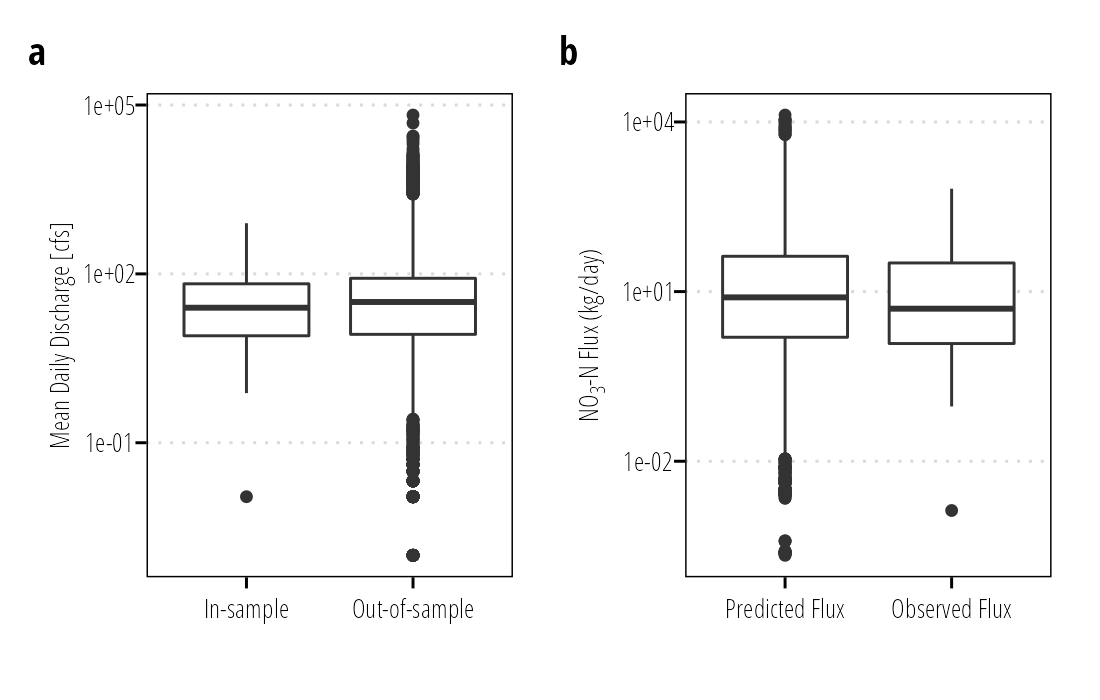 a
b
1e+05
1e+02
1e-01
Mean Daily Discharge [cfs]
In-sample
Out-of-sample
1e+04
1e+01
1e-02
NO3-N Flux (kg/day)
Predicted Flux
Observed Flux